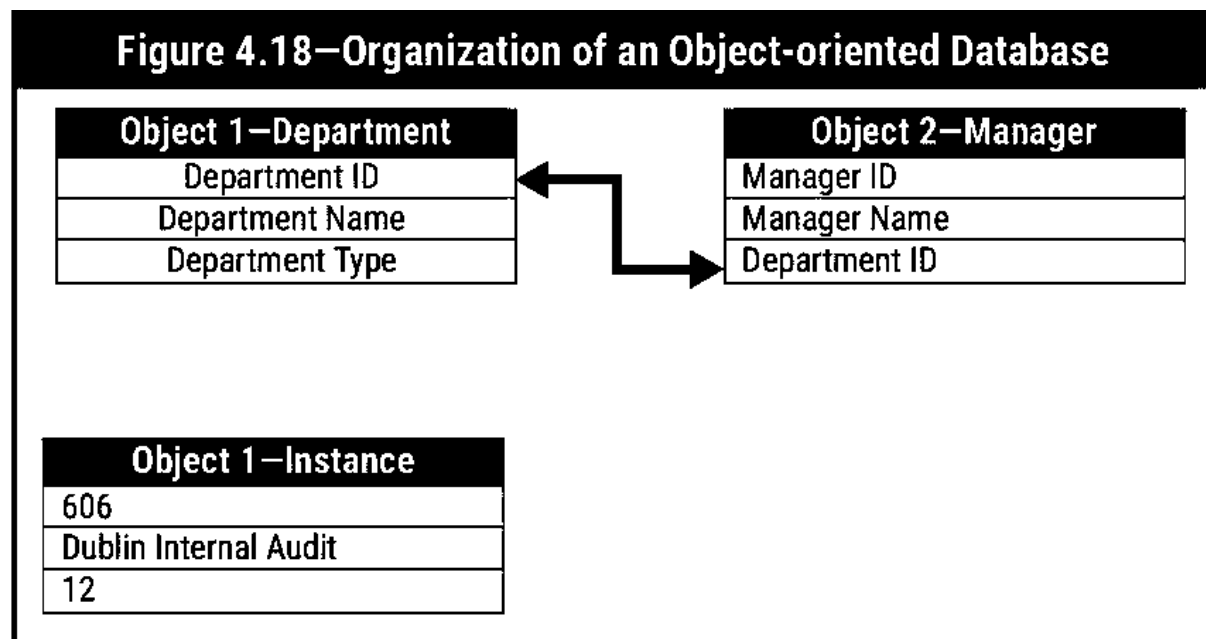 Figure 4.18—Organization of an Object-oriented Database
Object 1—Department
Department ID
Department Name
Department Type
Object 2—Manager
Manager ID
Manager Name
Department ID
Object 1—Instance
606
Dublin Internal Audit
12